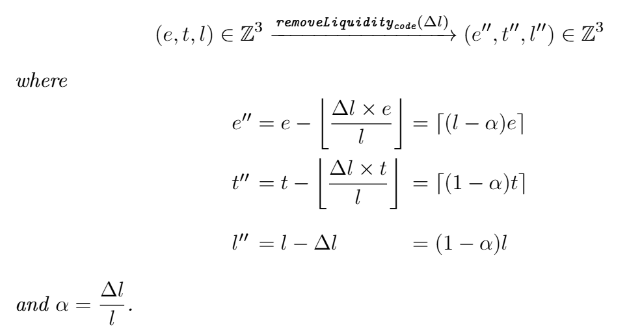 (e, t, l) ∈ ℤ³ —removeLiquidity_code(Δl)→ (e″, t″, l″) ∈ ℤ³
where
e″ = e − ⌊(Δl × e)/l⌋ = ⌈(l − α)e⌉
t″ = t − ⌊(Δl × t)/l⌋ = ⌈(1 − α)t⌉
l″ = l − Δl = (1 − α)l
and α = Δl/l.